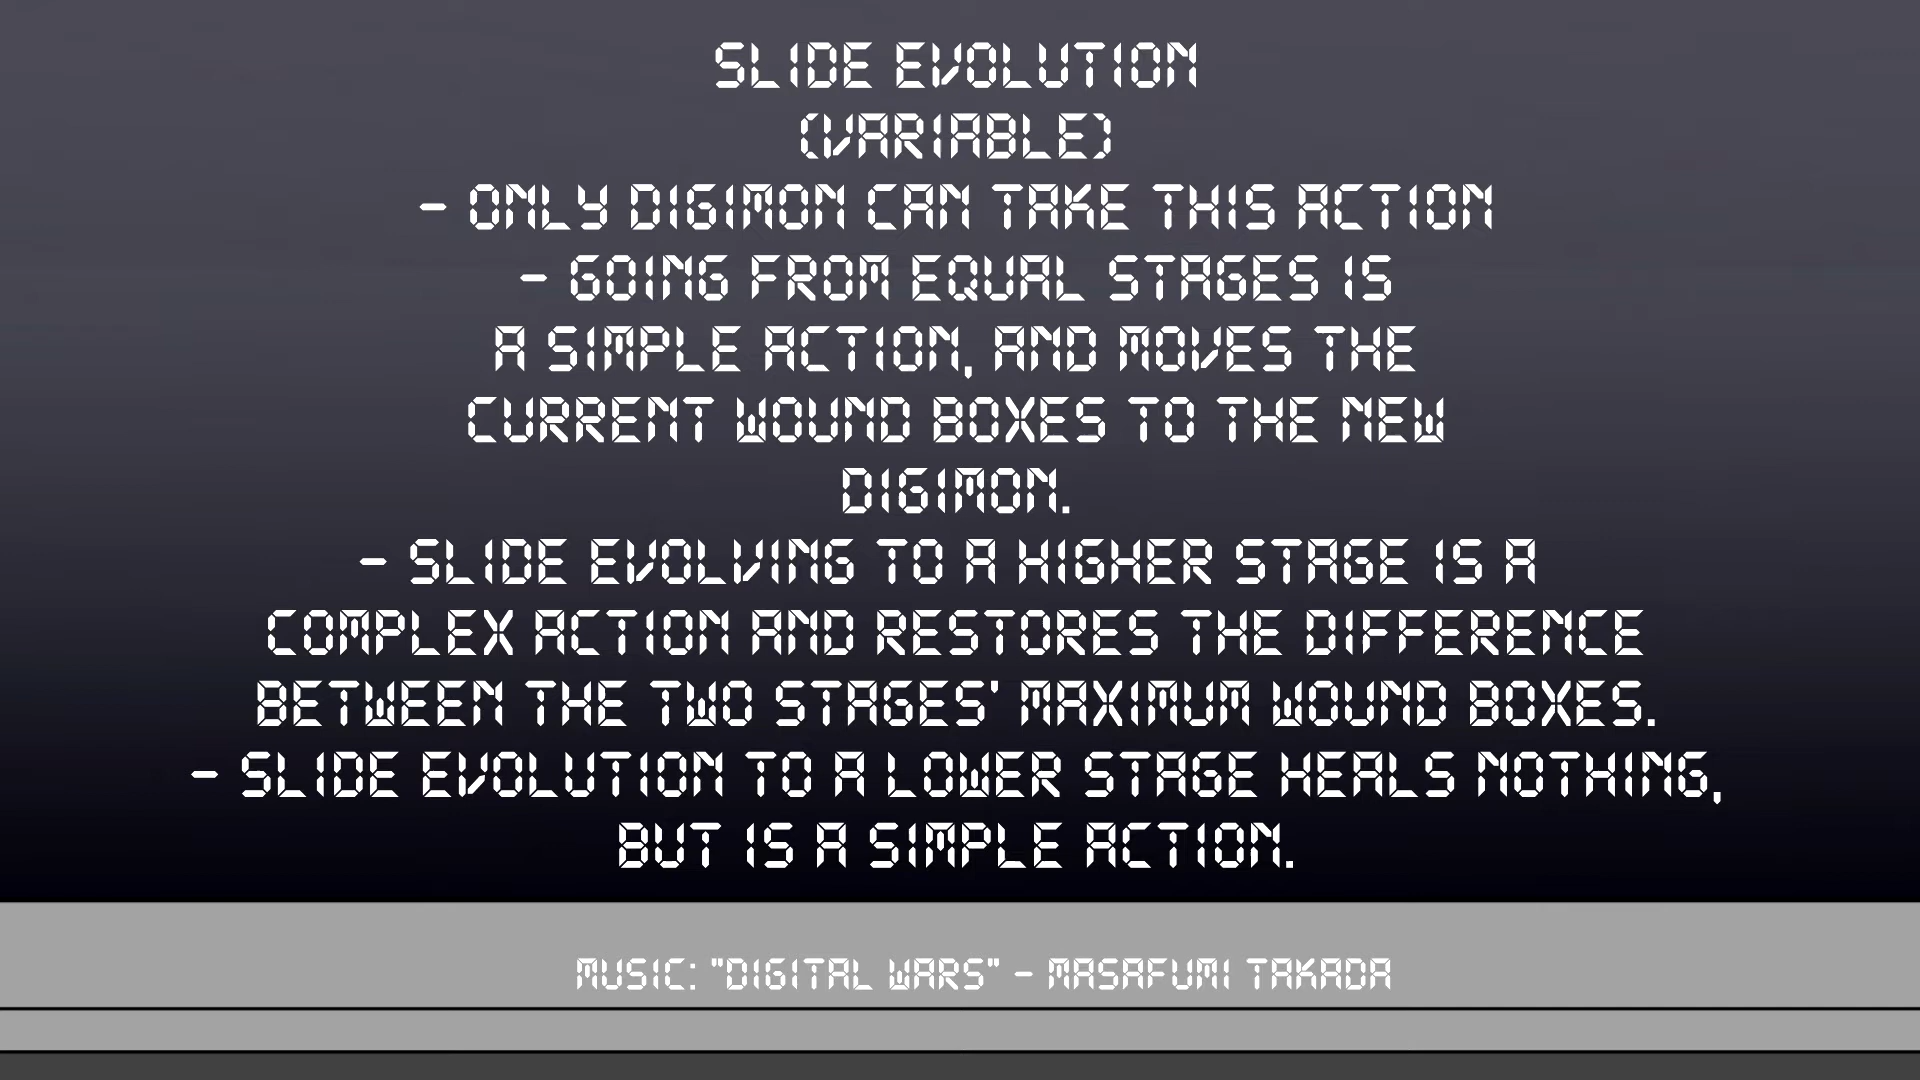 SLIDE EVOLUTION
(VARIABLE)
- ONLY DIGIMON CAN TAKE THIS ACTION
- GOING FROM EQUAL STAGES IS
A SIMPLE ACTION, AND MOVES THE
CURRENT WOUND BOXES TO THE NEW
DIGIMON.
- SLIDE EVOLVING TO A HIGHER STAGE IS A
COMPLEX ACTION AND RESTORES THE DIFFERENCE
BETWEEN THE TWO STAGES' MAXIMUM WOUND BOXES.
- SLIDE EVOLUTION TO A LOWER STAGE HEALS NOTHING,
BUT IS A SIMPLE ACTION.
MUSIC: "DIGITAL WARS" - MASAFUMI TAKADA